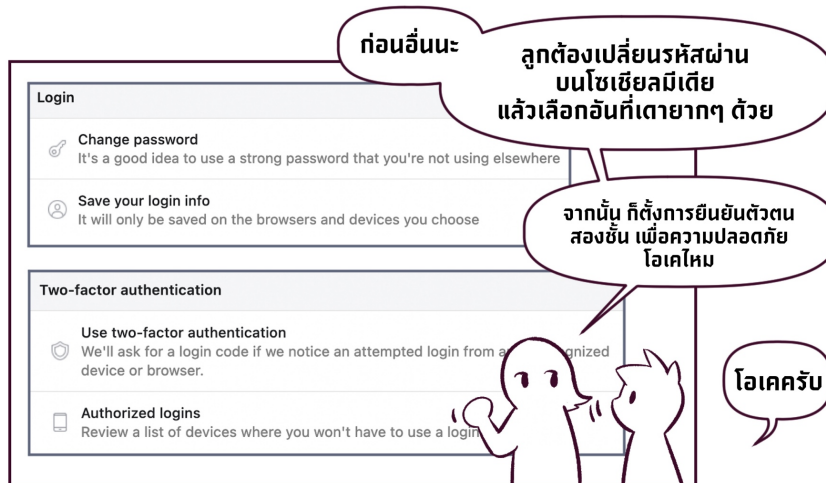 ก่อนอื่นนะ
ลูกต้องเปลี่ยนรหัสผ่าน
บนโซเชียลมีเดีย
แล้วเลือกอันที่เดายากๆ ด้วย
Login
Change password
It's a good idea to use a strong password that you're not using elsewhere
Save your login info
It will only be saved on the browsers and devices you choose
จากนั้น ก็ตั้งการยืนยันตัวตน
สองชั้น เพื่อความปลอดภัย
โอเคไหม
Two-factor authentication
Use two-factor authentication
We'll ask for a login code if we notice an attempted login from
device or browser.
Authorized logins
Review a list of devices where you won't have to use a login
โอเคครับ